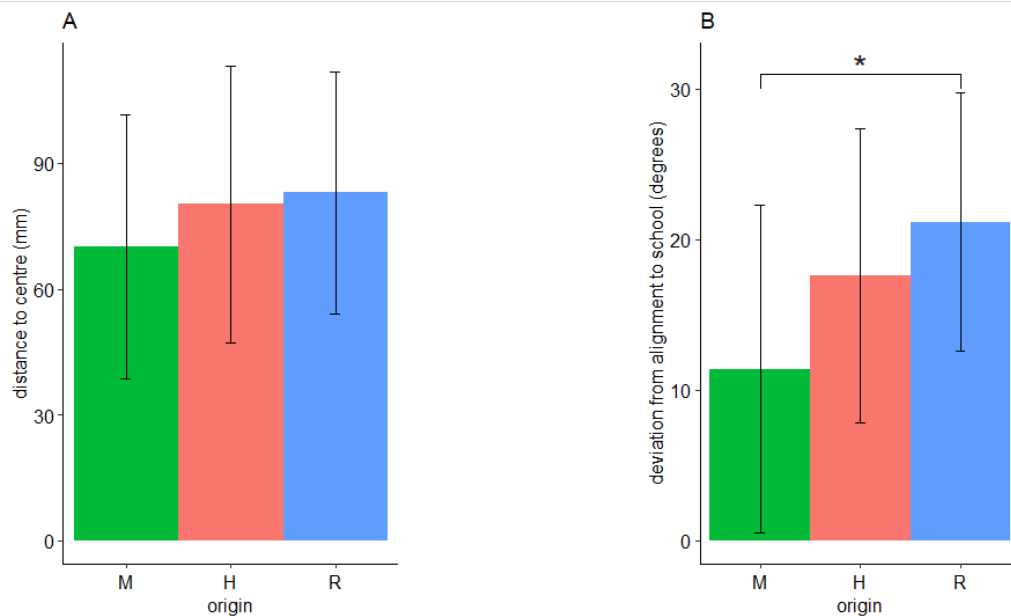 A
distance to centre (mm)
90
60
30
0
M H R
origin
B
deviation from alignment to school (degrees)
30
20
10
0
*
M H R
origin